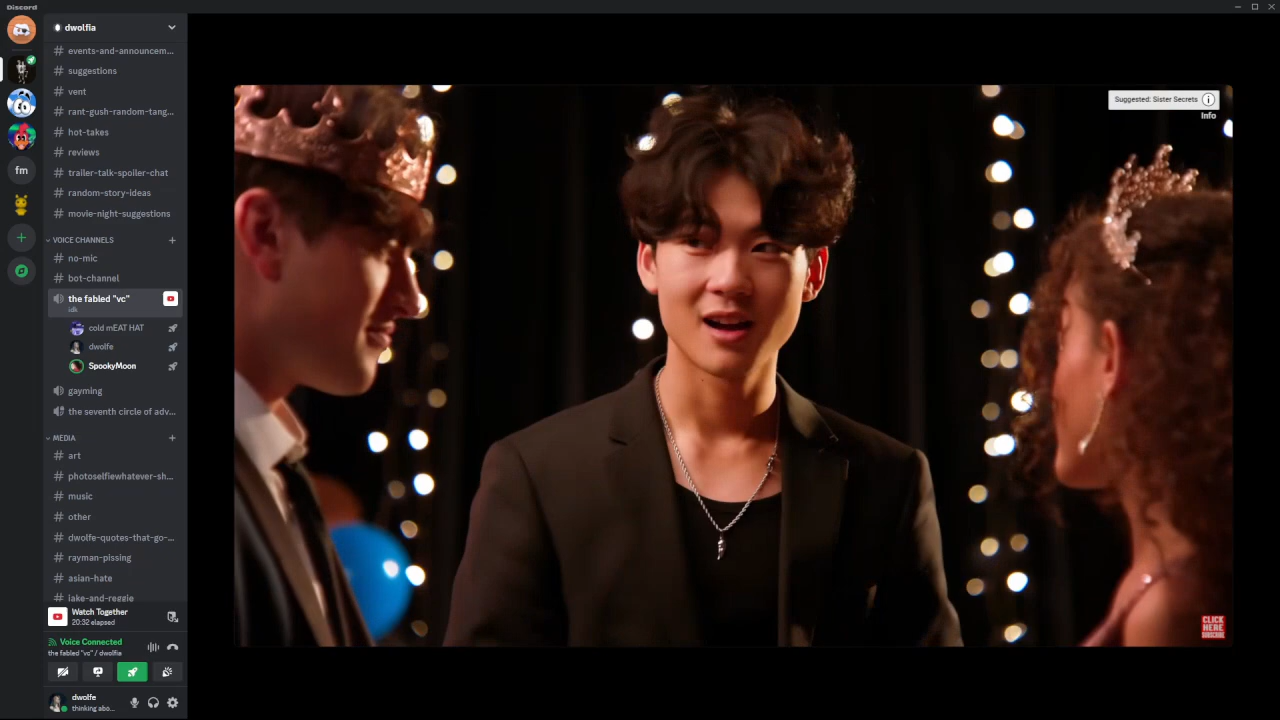 Discord
dwolfia
events-and-announcem...
suggestions
vent
rant-gush-random-tang...
hot-takes
reviews
trailer-talk-spoiler-chat
random-story-ideas
movie-night-suggestions
fm
VOICE CHANNELS
no-mic
bot-channel
the fabled "vc"
idk
cold mEAT HAT
dwolfe
SpookyMoon
gayming
the seventh circle of adv...
MEDIA
art
photoselfiewhatever-sh...
music
other
dwolfe-quotes-that-go-...
rayman-pissing
asian-hate
jake-and-reggie
Watch Together
20:32 elapsed
Voice Connected
the fabled "vc" / dwolfia
dwolfe
thinking abo...
Suggested: Sister Secrets
Info
CLICK
HERE
SUBSCRIBE